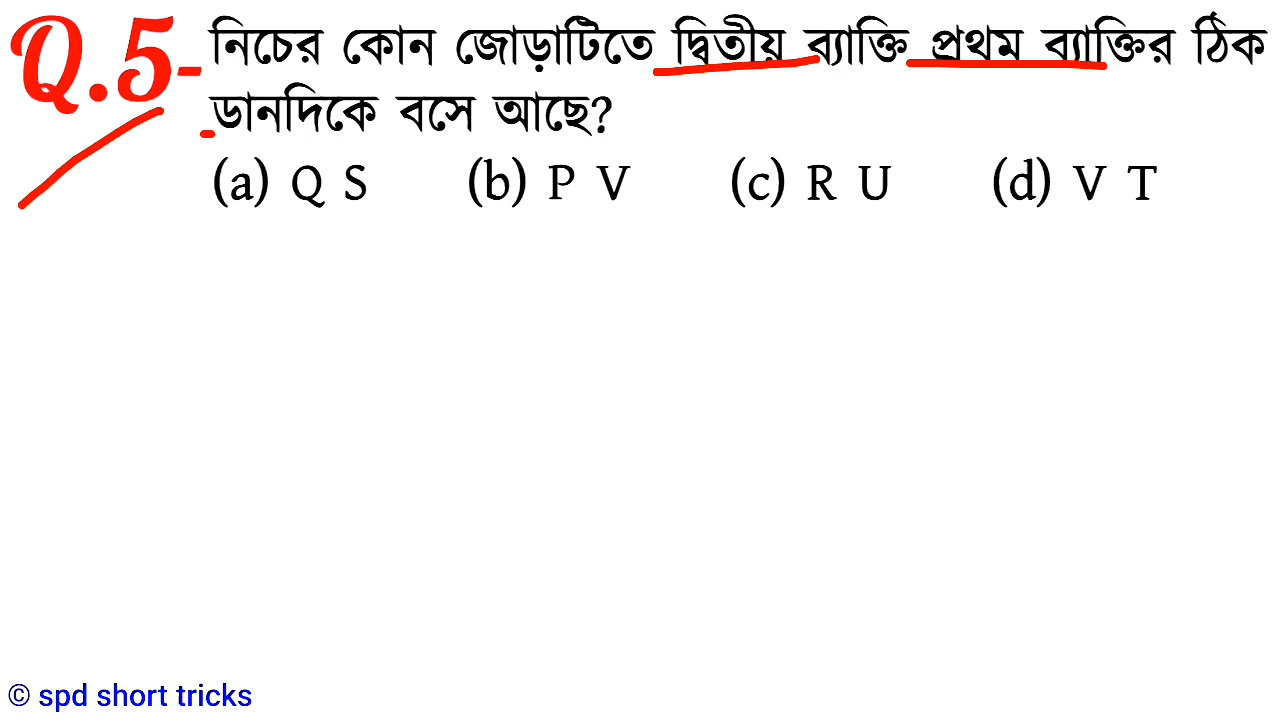 Q.5- নিচের কোন জোড়াটিতে দ্বিতীয় ব্যাক্তি প্রথম ব্যাক্তির ঠিক
ডানদিকে বসে আছে?
(a) Q S (b) P V (c) R U (d) V T
© spd short tricks